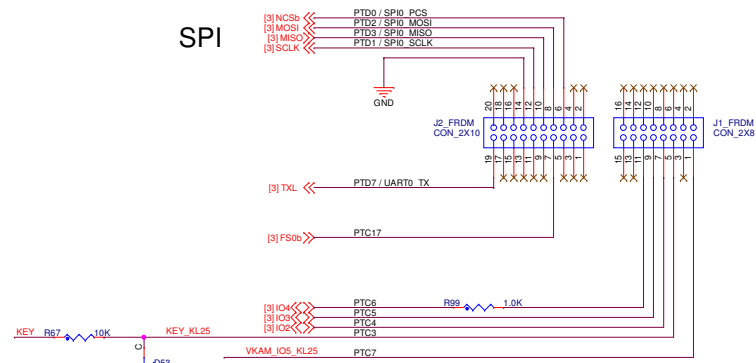 SPI
[3] NCSb PTD0 / SPI0_PCS
[3] MOSI PTD2 / SPI0_MOSI
[3] MISO PTD3 / SPI0_MISO
[3] SCLK PTD1 / SPI0_SCLK
GND
20 18 16 14 12 10 8 6 4 2
16 14 12 10 8 6 4 2
J2_FRDM
CON_2X10
J1_FRDM
CON_2X8
19 17 15 13 11 9 7 5 3 1
15 13 11 9 7 5 3 1
[3] TXL PTD7 / UART0_TX
[3] FS0b PTC17
[3] IO4 PTC6 R99 1.0K
[3] IO3 PTC5
[3] IO2 PTC4
KEY R67 10K KEY_KL25 PTC3
C
VKAM_IO5_KL25 PTC7
D53